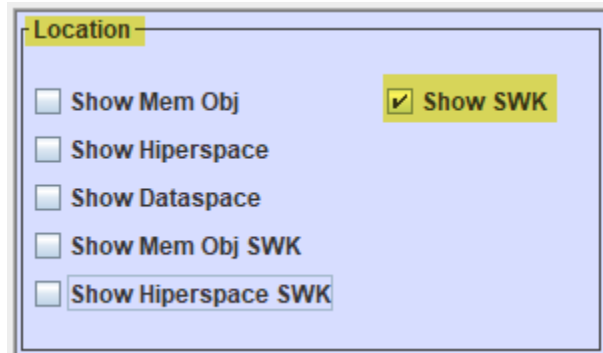 Location
Show Mem Obj
Show SWK
Show Hiperspace
Show Dataspace
Show Mem Obj SWK
Show Hiperspace SWK